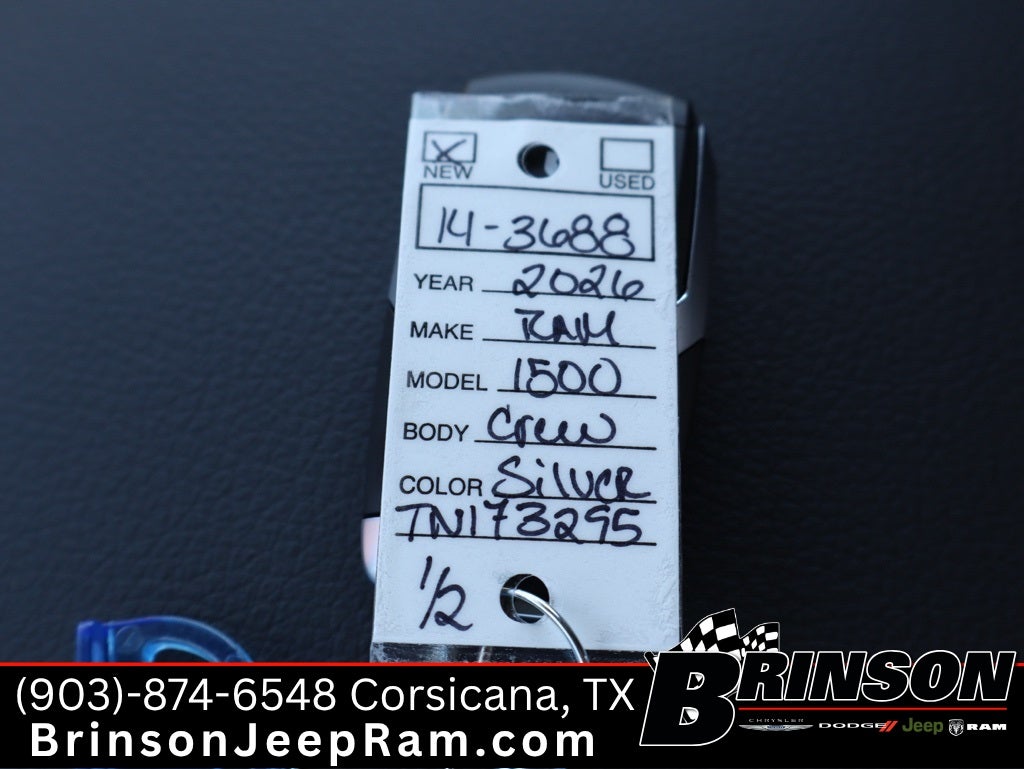 NEW USED
14-3688
YEAR 2026
MAKE RAM
MODEL 1500
BODY Crew
COLOR SilvcR
TN173295
1/2
(903)-874-6548 Corsicana, TX
BrinsonJeepRam.com
BRINSON
CHRYSLER DODGE Jeep RAM